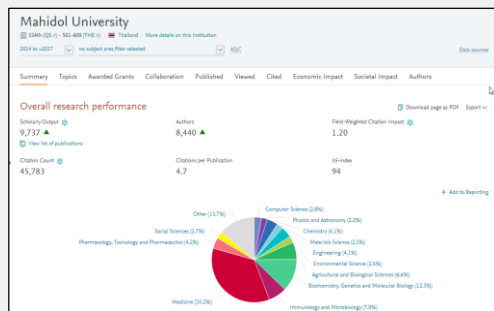 Mahidol University
334th (QS r) - 501-600 (THE r) Thailand More details on this Institution
2014 to >2017 no subject area filter selected ASJC Data sources
Summary Topics Awarded Grants Collaboration Published Viewed Cited Economic Impact Societal Impact Authors
Overall research performance
Download page as PDF Export
Scholarly Output Authors Field-Weighted Citation Impact
9,737 8,440 1.20
View list of publications
Citation Count Citations per Publication h5-index
45,783 4.7 94
+ Add to Reporting
Other (13.7%) Computer Science (2.8%)
Physics and Astronomy (2.2%)
Social Sciences (2.7%) Chemistry (4.1%)
Pharmacology, Toxicology and Pharmaceutics (4.2%) Materials Science (2.5%)
Engineering (4.1%)
Environmental Science (2.8%)
Agricultural and Biological Sciences (6.6%)
Biochemistry, Genetics and Molecular Biology (12.3%)
Medicine (35.2%)
Immunology and Microbiology (7.0%)